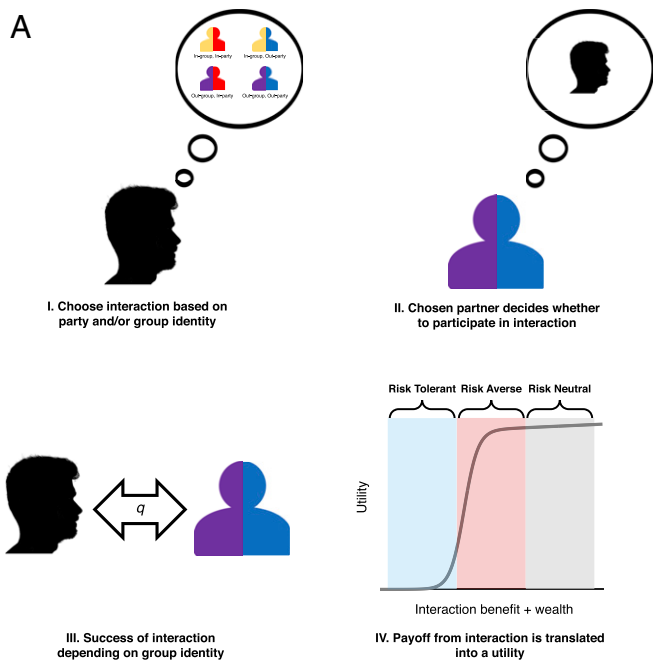 A
In-group, In-party
In-group, Out-party
Out-group, In-party
Out-group, Out-party
I. Choose interaction based on
party and/or group identity
II. Chosen partner decides whether
to participate in interaction
q
III. Success of interaction
depending on group identity
Risk Tolerant
Risk Averse
Risk Neutral
Utility
Interaction benefit + wealth
IV. Payoff from interaction is translated
into a utility